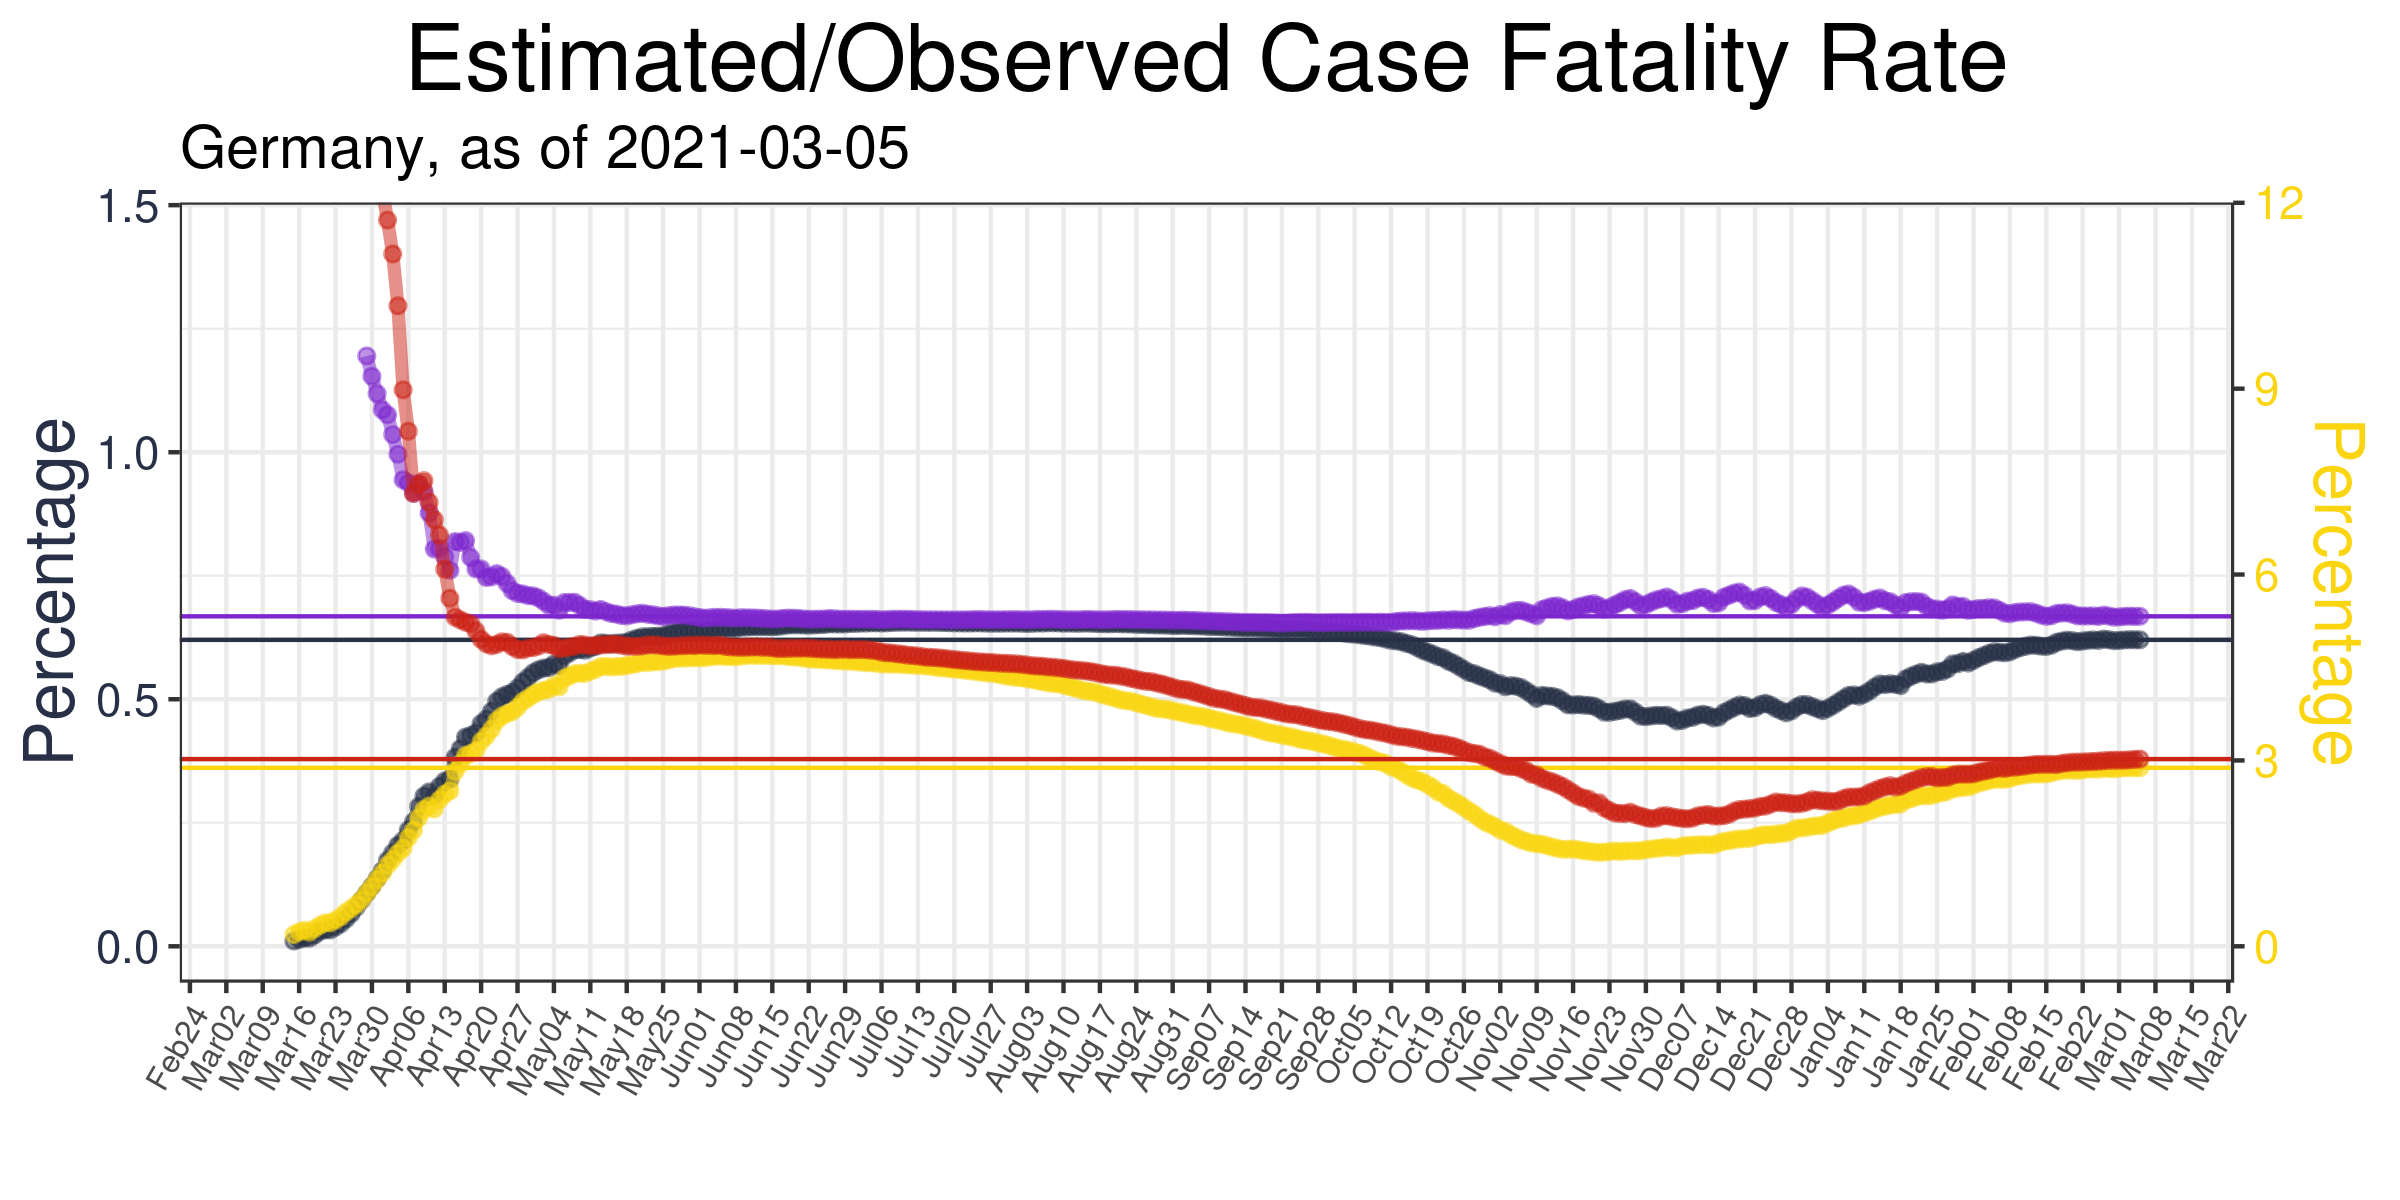 Estimated/Observed Case Fatality Rate
Germany, as of 2021-03-05
Percentage
1.5
1.0
0.5
0.0
12
9
6
3
0
Percentage
Feb24
Mar02
Mar09
Mar16
Mar23
Mar30
Apr06
Apr13
Apr20
Apr27
May04
May11
May18
May25
Jun01
Jun08
Jun15
Jun22
Jun29
Jul06
Jul13
Jul20
Jul27
Aug03
Aug10
Aug17
Aug24
Aug31
Sep07
Sep14
Sep21
Sep28
Oct05
Oct12
Oct19
Oct26
Nov02
Nov09
Nov16
Nov23
Nov30
Nov07
Dec14
Dec21
Dec28
Dec04
Jan11
Jan18
Jan25
Jan01
Feb08
Feb15
Feb22
Feb01
Mar08
Mar15
Mar22